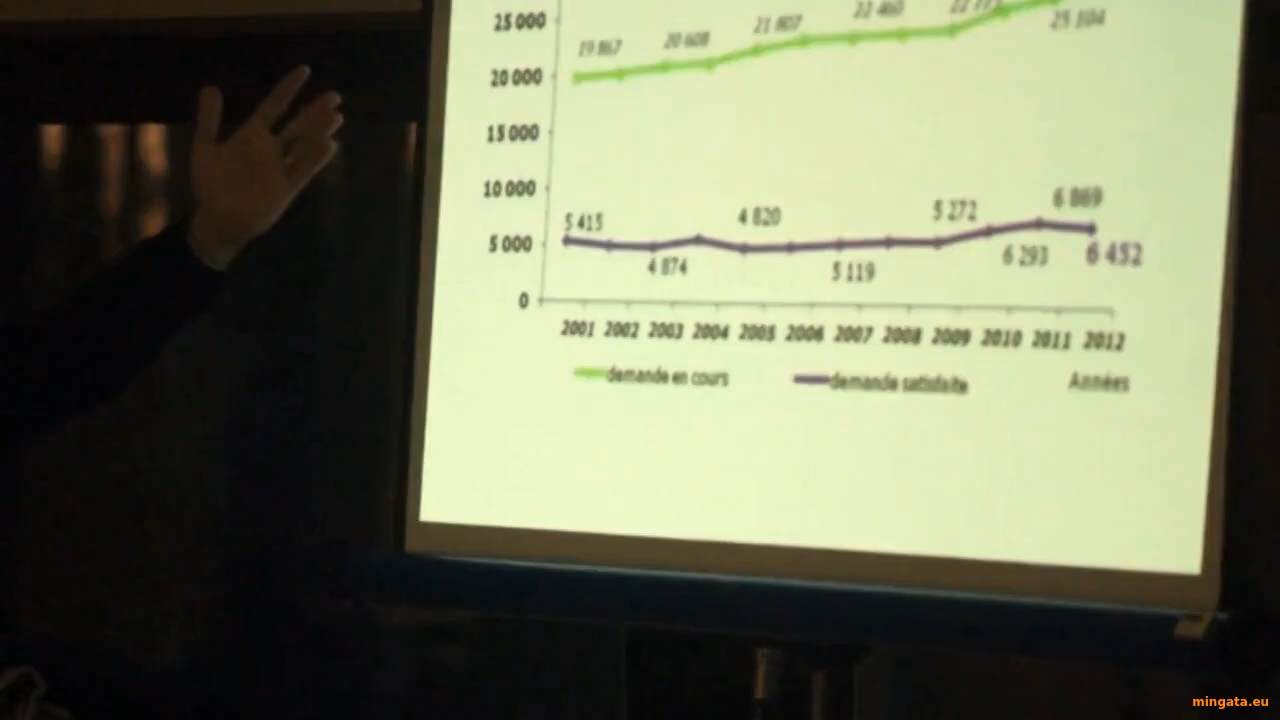 25 000
19 867 20 608 21 807 22 460 25 104
20 000
15 000
10 000
5 415 4 874 4 820 5 119 5 272 6 293 6 869 6 452
5 000
0
2001 2002 2003 2004 2005 2006 2007 2008 2009 2010 2011 2012
demande en cours demande satisfaite Années
mingata.eu